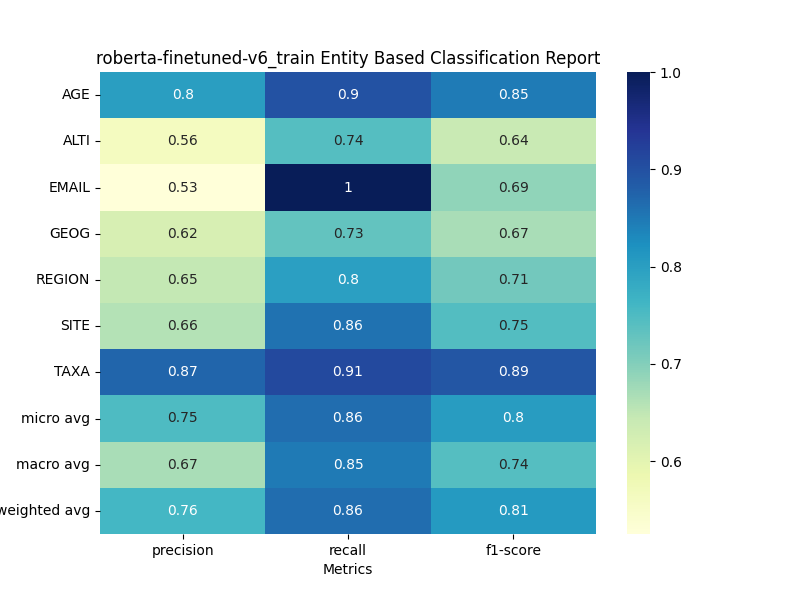 roberta-finetuned-v6_train Entity Based Classification Report
AGE 0.8 0.9 0.85
ALTI 0.56 0.74 0.64
EMAIL 0.53 1 0.69
GEOG 0.62 0.73 0.67
REGION 0.65 0.8 0.71
SITE 0.66 0.86 0.75
TAXA 0.87 0.91 0.89
micro avg 0.75 0.86 0.8
macro avg 0.67 0.85 0.74
weighted avg 0.76 0.86 0.81
precision recall f1-score
Metrics
1.0
0.9
0.8
0.7
0.6